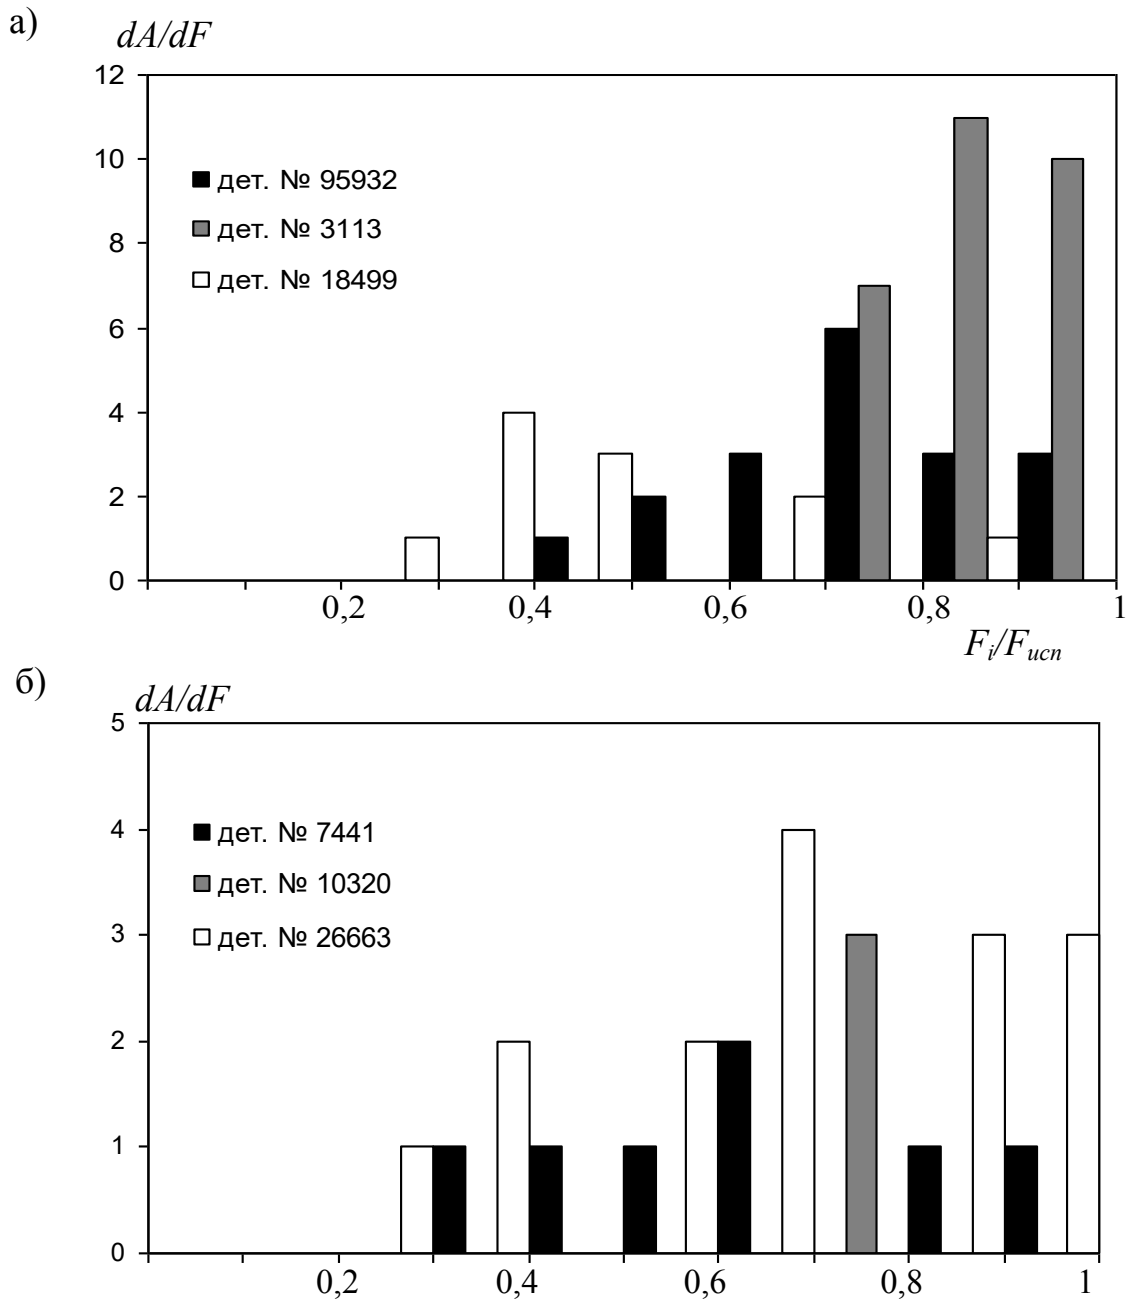 а)
dA/dF
12
10
8
6
4
2
0
дет. № 95932
дет. № 3113
дет. № 18499
0,2 0,4 0,6 0,8 1
Fi/Fисп
б)
dA/dF
5
4
3
2
1
0
дет. № 7441
дет. № 10320
дет. № 26663
0,2 0,4 0,6 0,8 1